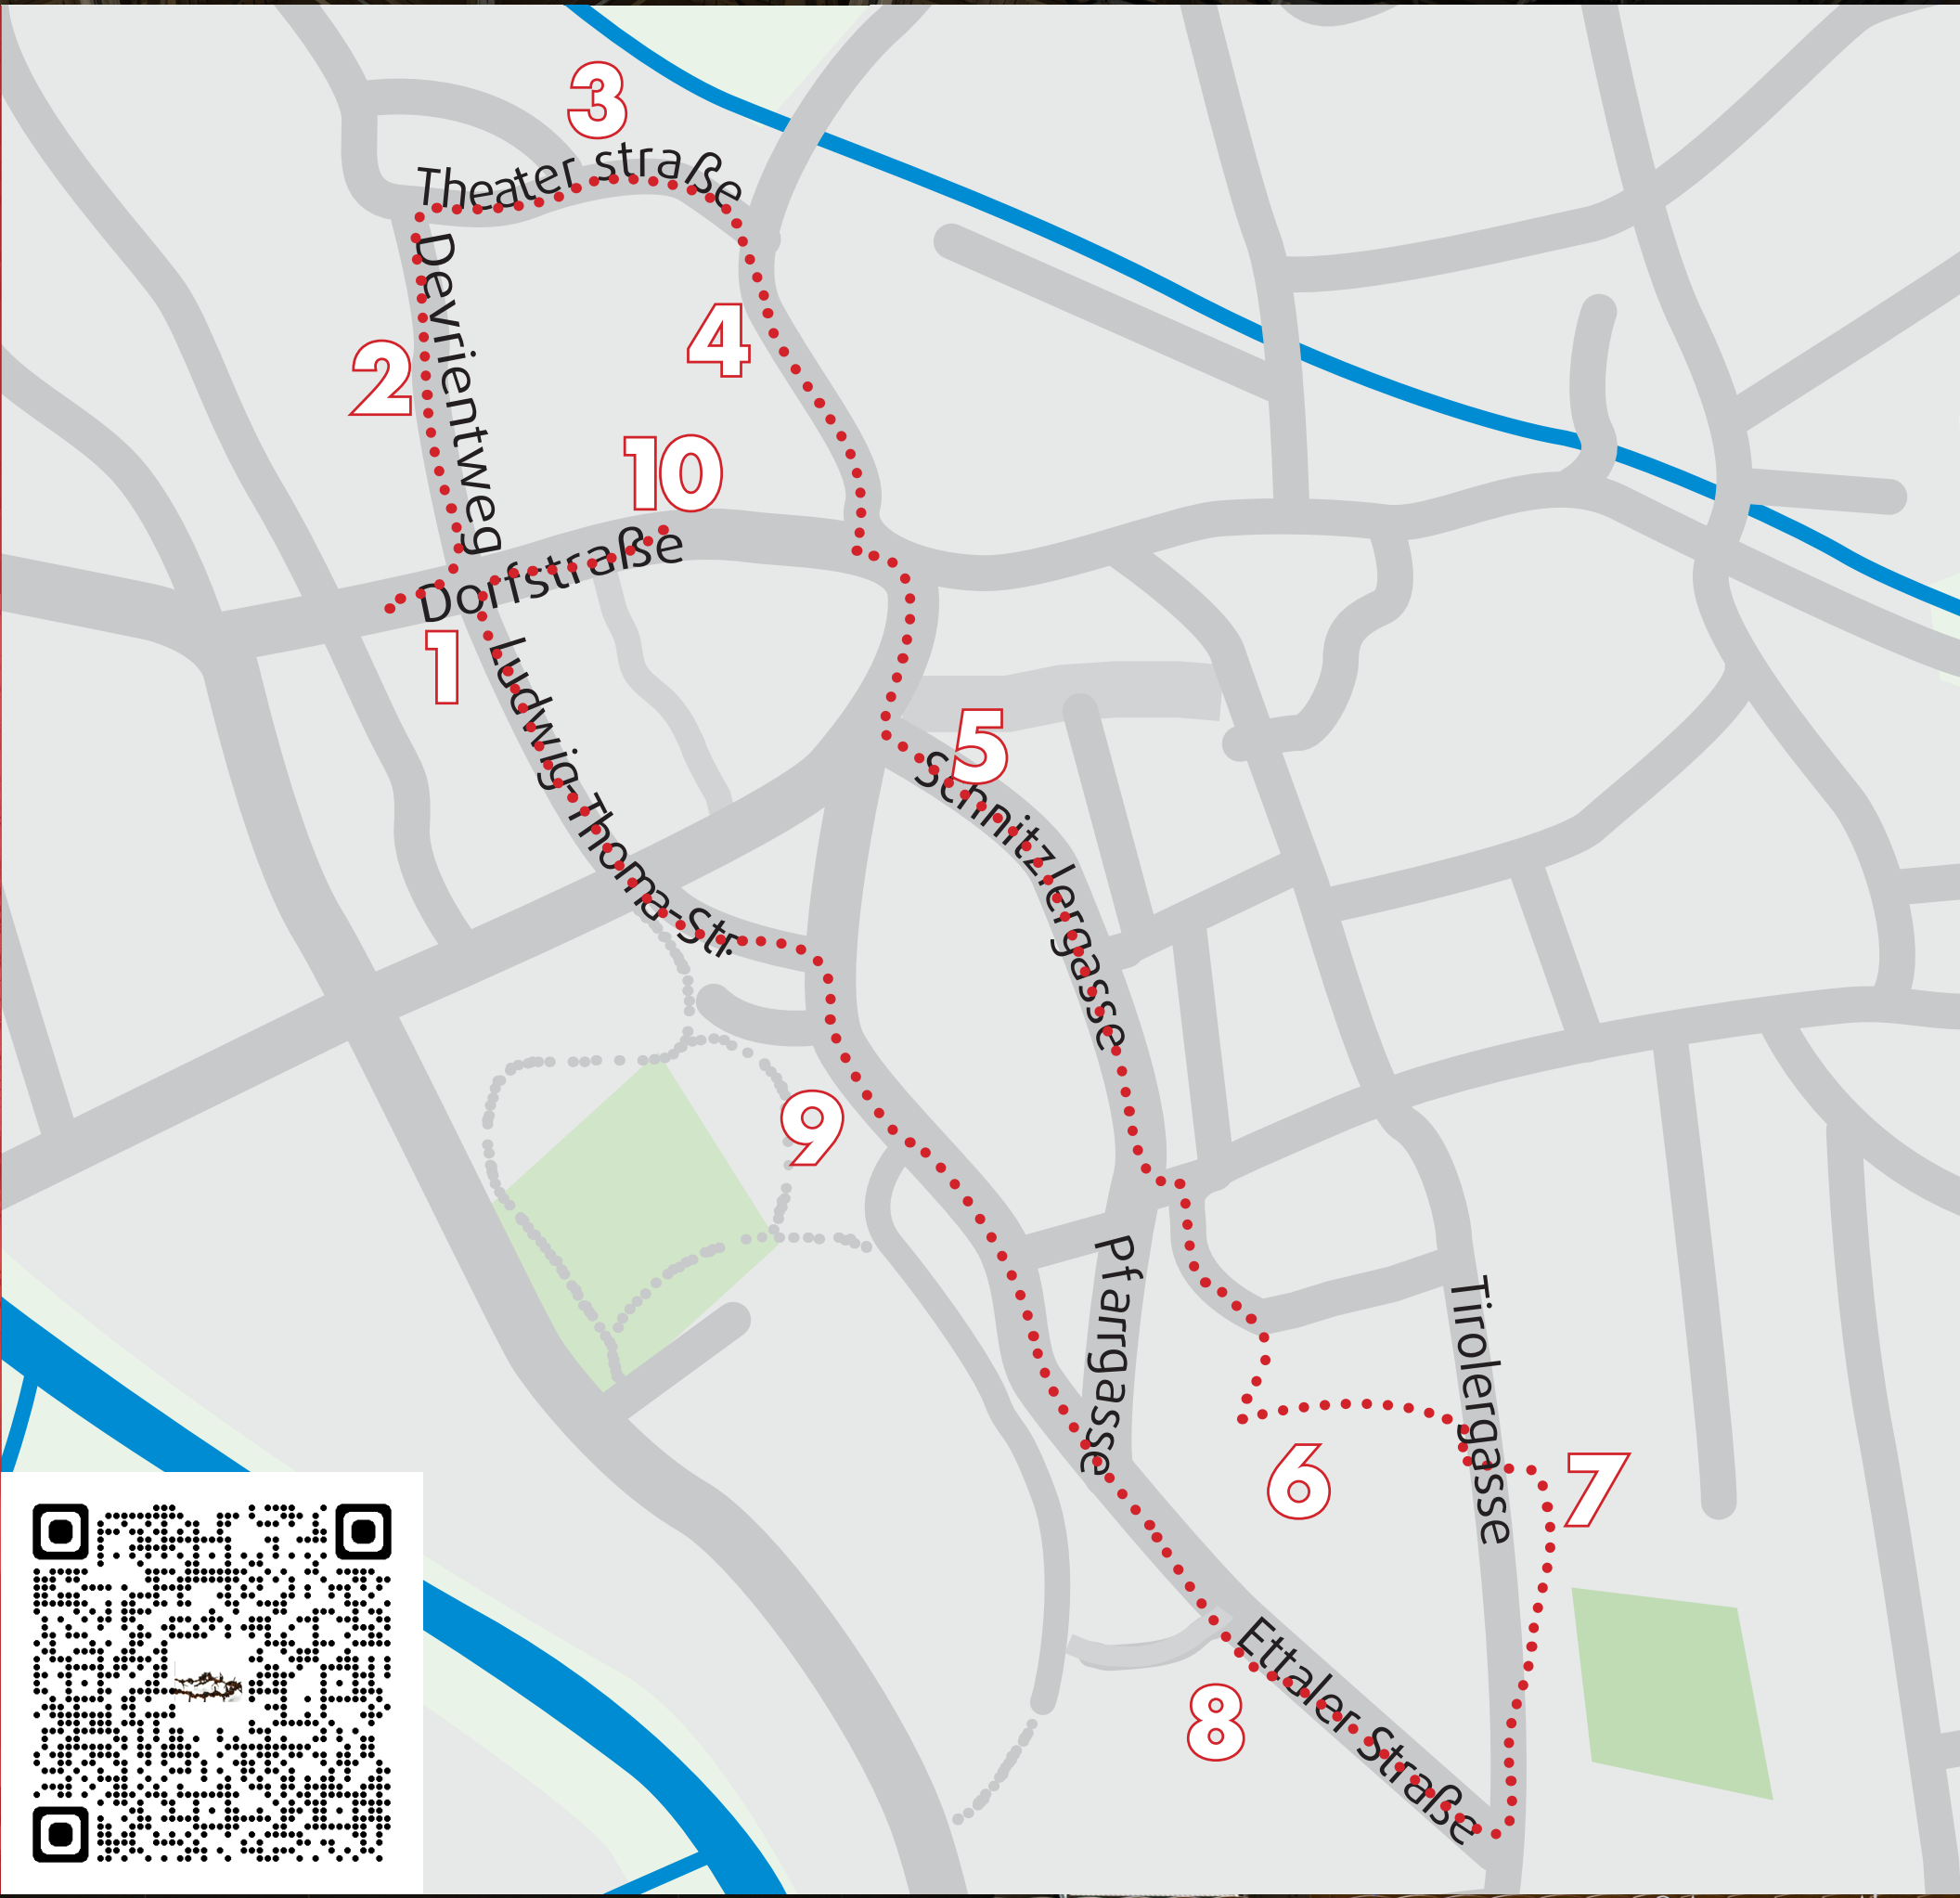 3
Theater straße
Devrientweg
4
2
10
Dorfstraße
1
Ludwig-Thoma-Str.
5
Schnitzlergasse
9
Pfarrgasse
Tirolergasse
6
7
Ettaler Straße
8